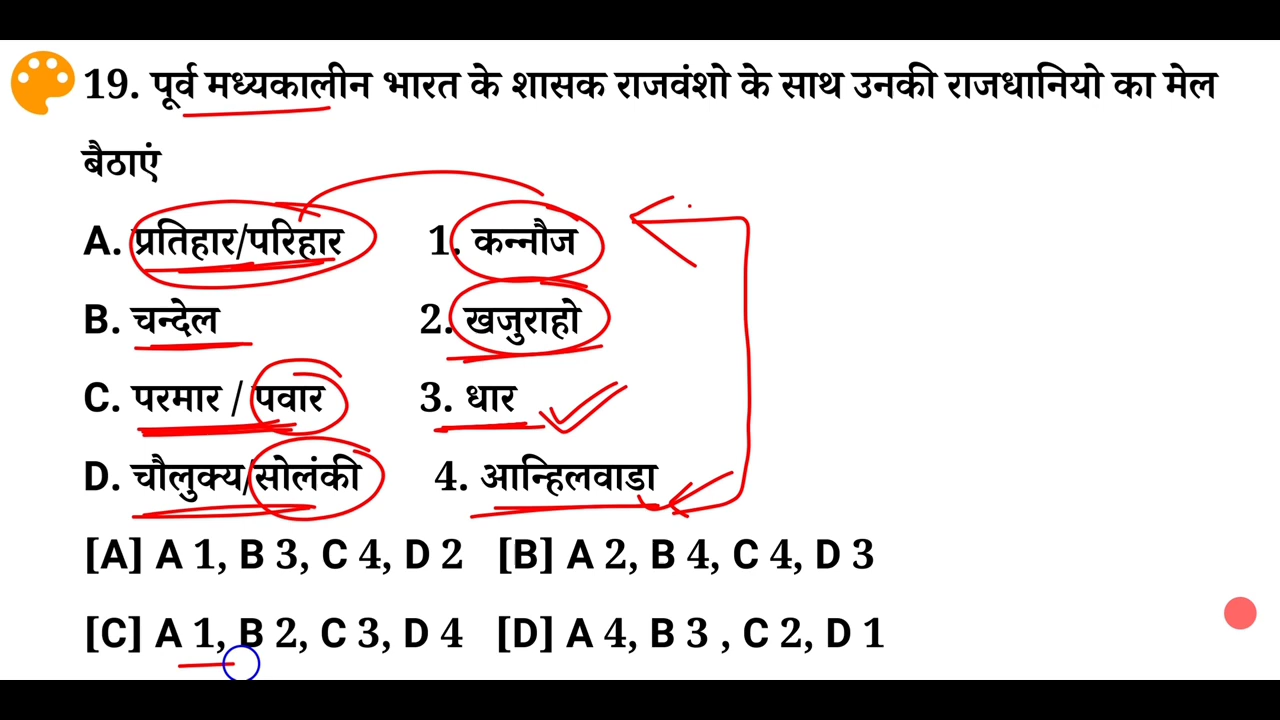 19. पूर्व मध्यकालीन भारत के शासक राजवंशो के साथ उनकी राजधानियो का मेल
बैठाएं
A. प्रतिहार/परिहार 1. कन्नौज
B. चन्देल 2. खजुराहो
C. परमार / पवार 3. धार
D. चौलुक्य/सोलंकी 4. आन्हिलवाडा
[A] A 1, B 3, C 4, D 2 [B] A 2, B 4, C 4, D 3
[C] A 1, B 2, C 3, D 4 [D] A 4, B 3 , C 2, D 1